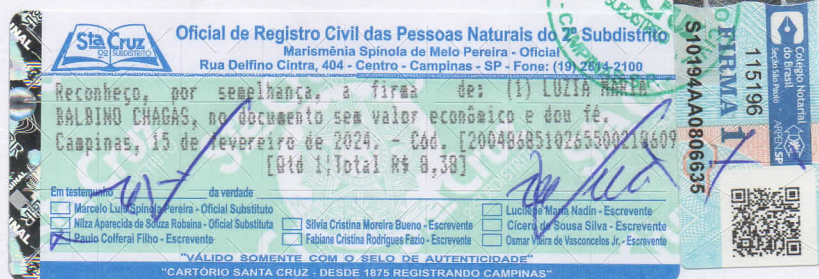 Sta Cruz
2º SUBDISTRITO
Oficial de Registro Civil das Pessoas Naturais do 2º Subdistrito
Marismênia Spínola de Melo Pereira - Oficial
Rua Delfino Cintra, 404 - Centro - Campinas - SP - Fone: (19) 2514-2100
Reconheço, por semelhança, a firma de: (1) LUZIA MARIA
BALBINO CHAGAS, no documento sem valor econômico e dou fé.
Campinas, 15 de fevereiro de 2024. - Cód. [
[Qtd 1;Total R$ 8,38]
Em testemunho da verdade
Marcelo Luis Spínola Pereira - Oficial Substituto
Nilza Aparecida de Souza Robaina - Oficial Substituta
Paulo Colferal Filho - Escrevente
Silvia Cristina Moreira Bueno - Escrevente
Fabiane Cristina Rodrigues Fazio - Escrevente
Lucilene Maria Nadin - Escrevente
Cícero de Sousa Silva - Escrevente
Osmar Vieira de Vasconcelos Jr. - Escrevente
"VÁLIDO SOMENTE COM O SELO DE AUTENTICIDADE"
"CARTÓRIO SANTA CRUZ - DESDE 1875 REGISTRANDO CAMPINAS"
S10194AA0806635
FIRMA 1
115196
Colégio Notarial
do Brasil
Seção São Paulo
ARPEN-SP